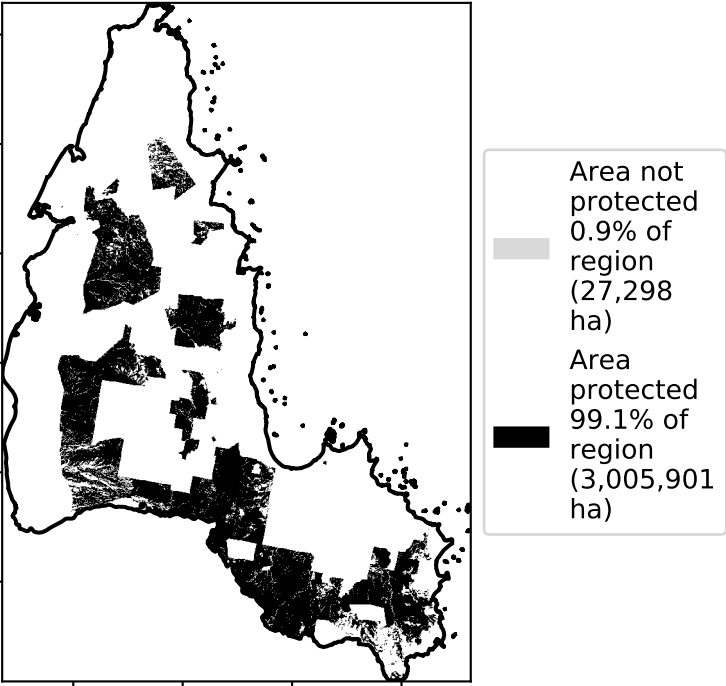 Area not
protected
0.9% of
region
(27,298
ha)
Area
protected
99.1% of
region
(3,005,901
ha)